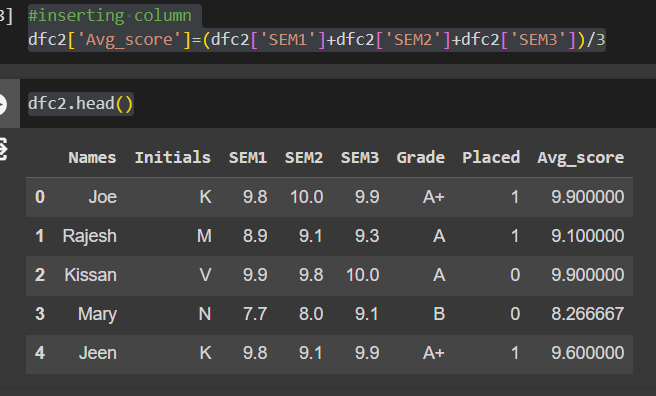 3] #inserting column
dfc2['Avg_score']=(dfc2['SEM1']+dfc2['SEM2']+dfc2['SEM3'])/3
dfc2.head()
Names Initials SEM1 SEM2 SEM3 Grade Placed Avg_score
0 Joe K 9.8 10.0 9.9 A+ 1 9.900000
1 Rajesh M 8.9 9.1 9.3 A 1 9.100000
2 Kissan V 9.9 9.8 10.0 A 0 9.900000
3 Mary N 7.7 8.0 9.1 B 0 8.266667
4 Jeen K 9.8 9.1 9.9 A+ 1 9.600000